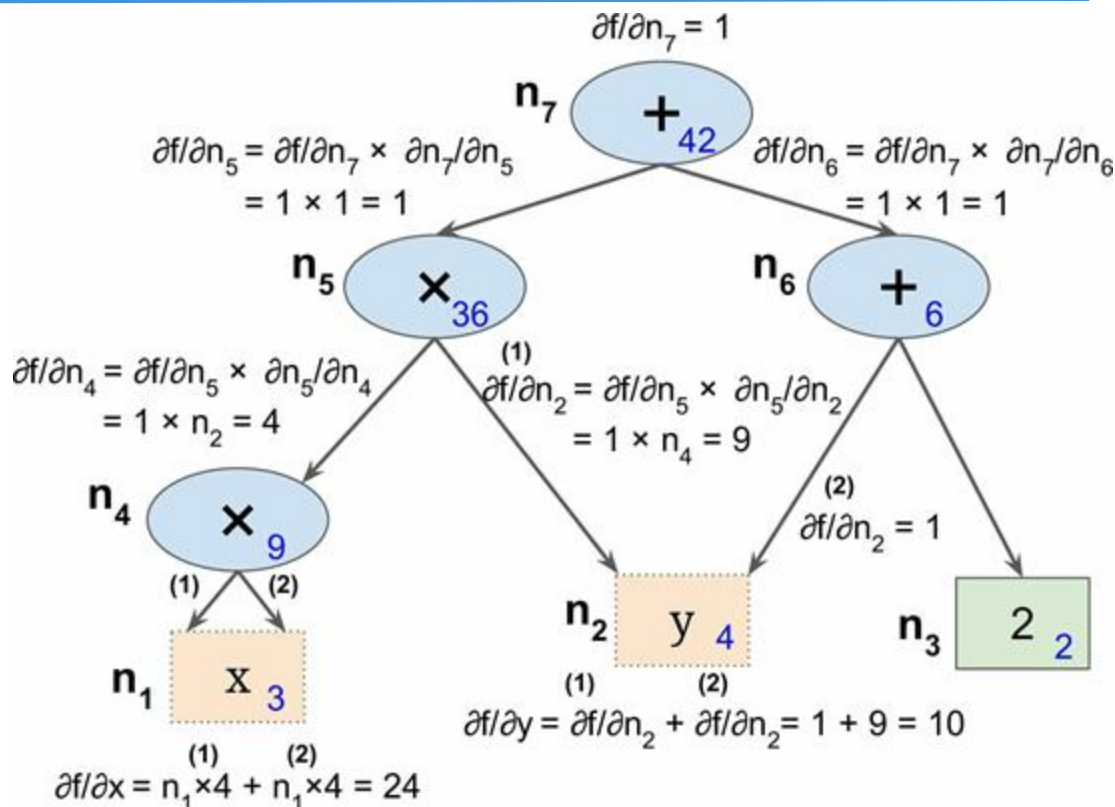 ∂f/∂n₇ = 1
n₇
+
42
∂f/∂n₅ = ∂f/∂n₇ × ∂n₇/∂n₅
= 1 × 1 = 1
∂f/∂n₆ = ∂f/∂n₇ × ∂n₇/∂n₆
= 1 × 1 = 1
n₅
×
36
n₆
+
6
∂f/∂n₄ = ∂f/∂n₅ × ∂n₅/∂n₄
= 1 × n₂ = 4
(1)
∂f/∂n₂ = ∂f/∂n₅ × ∂n₅/∂n₂
= 1 × n₄ = 9
n₄
×
9
(1) (2)
(2)
∂f/∂n₂ = 1
n₁
x 3
n₂
y 4
n₃
2 2
(1) (2)
∂f/∂y = ∂f/∂n₂ + ∂f/∂n₂= 1 + 9 = 10
(1) (2)
∂f/∂x = n₁×4 + n₁×4 = 24